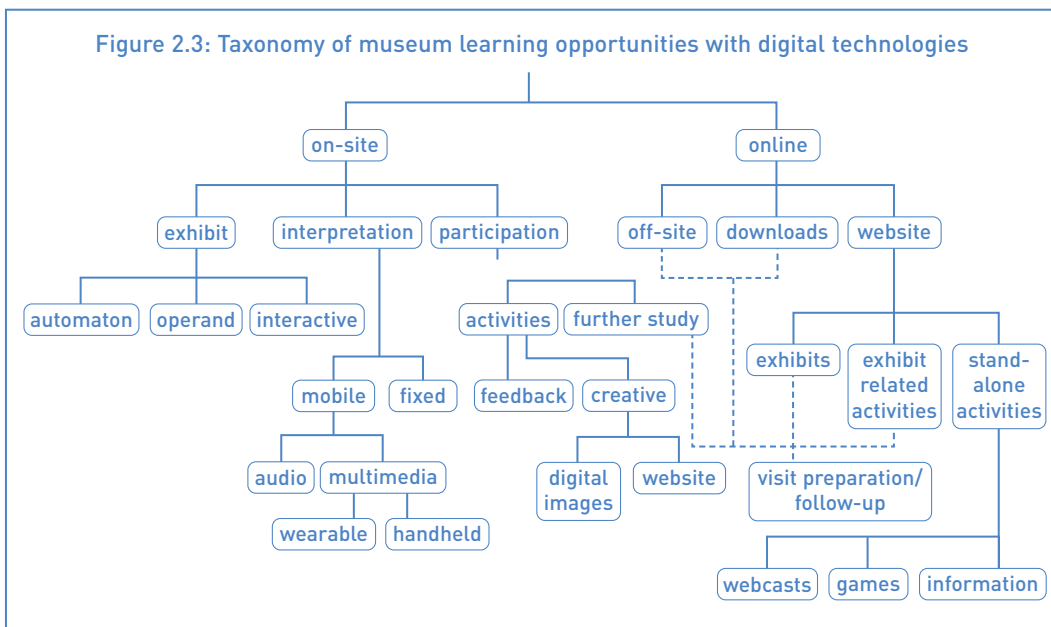 Figure 2.3: Taxonomy of museum learning opportunities with digital technologies
on-site
online
exhibit
interpretation
participation
off-site
downloads
website
automaton
operand
interactive
activities
further study
exhibits
exhibit
related
activities
stand-
alone
activities
mobile
fixed
feedback
creative
audio
multimedia
digital
images
website
visit preparation/
follow-up
wearable
handheld
webcasts
games
information